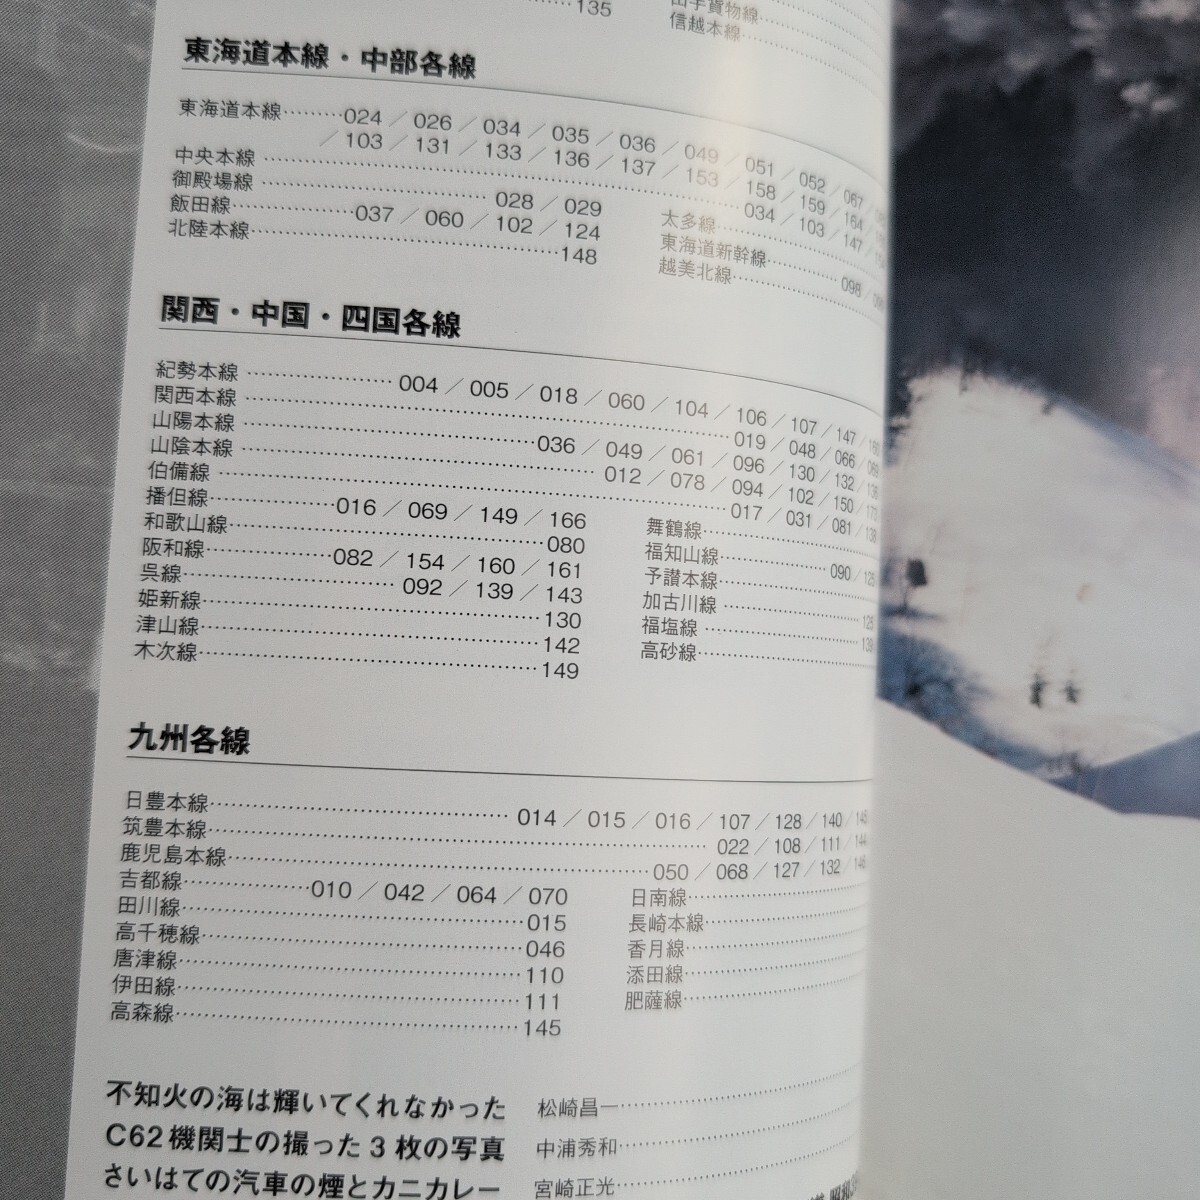 135
信越本線
東海道本線・中部各線
東海道本線 024 / 026 / 034 / 035 / 036 / 049 / 051 / 052 / 067
/ 103 / 131 / 133 / 136 / 137 / 153 / 158 / 159 / 164
中央本線 034 / 103 / 147
御殿場線 028 / 029
飯田線 037 / 060 / 102 / 124
北陸本線 148
太多線
東海道新幹線 098
越美北線
関西・中国・四国各線
紀勢本線 004 / 005 / 018 / 060 / 104 / 106 / 107 / 147 / 160
関西本線 019 / 048 / 066 / 069
山陽本線 036 / 049 / 061 / 096 / 130 / 132 / 136
山陰本線 012 / 078 / 094 / 102 / 150
伯備線 017 / 031 / 081 / 138
播但線 016 / 069 / 149 / 166
和歌山線 080
阪和線 082 / 154 / 160 / 161
呉線 092 / 139 / 143
姫新線 130
津山線 142
木次線 149
舞鶴線
福知山線 090 / 125
予讃本線
加古川線 125
福塩線 139
高砂線
九州各線
日豊本線 014 / 015 / 016 / 107 / 128 / 140 / 145
筑豊本線 022 / 108 / 111 / 144
鹿児島本線 050 / 068 / 127 / 132 / 146
吉都線 010 / 042 / 064 / 070
田川線 015
高千穂線 046
唐津線 110
伊田線 111
高森線 145
日南線
長崎本線
香月線
添田線
肥薩線
不知火の海は輝いてくれなかった 松崎昌一
C62機関士の撮った3枚の写真 中浦秀和
さいはての汽車の煙とカニカレー 宮崎正光